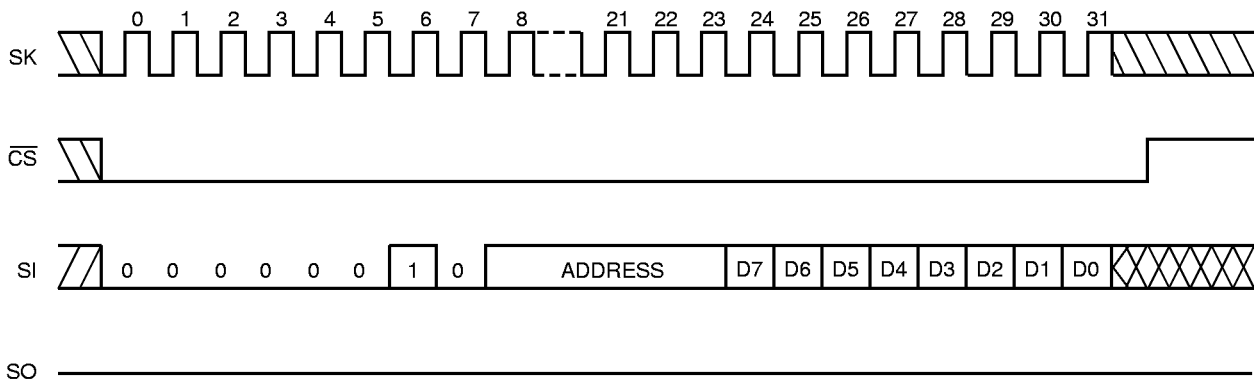 0 1 2 3 4 5 6 7 8 21 22 23 24 25 26 27 28 29 30 31
SK
CS
SI 0 0 0 0 0 0 1 0 ADDRESS D7 D6 D5 D4 D3 D2 D1 D0
SO